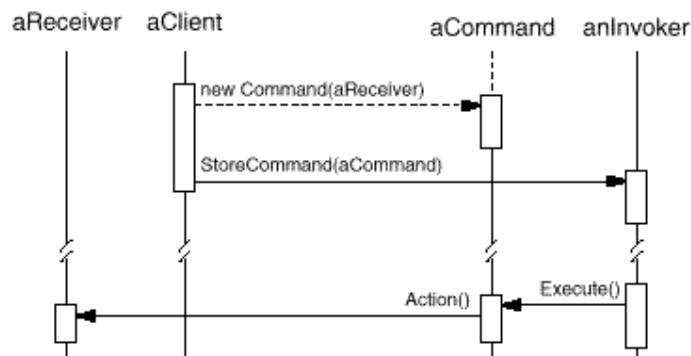 aReceiver aClient aCommand anInvoker
new Command(aReceiver)
StoreCommand(aCommand)
Execute()
Action()